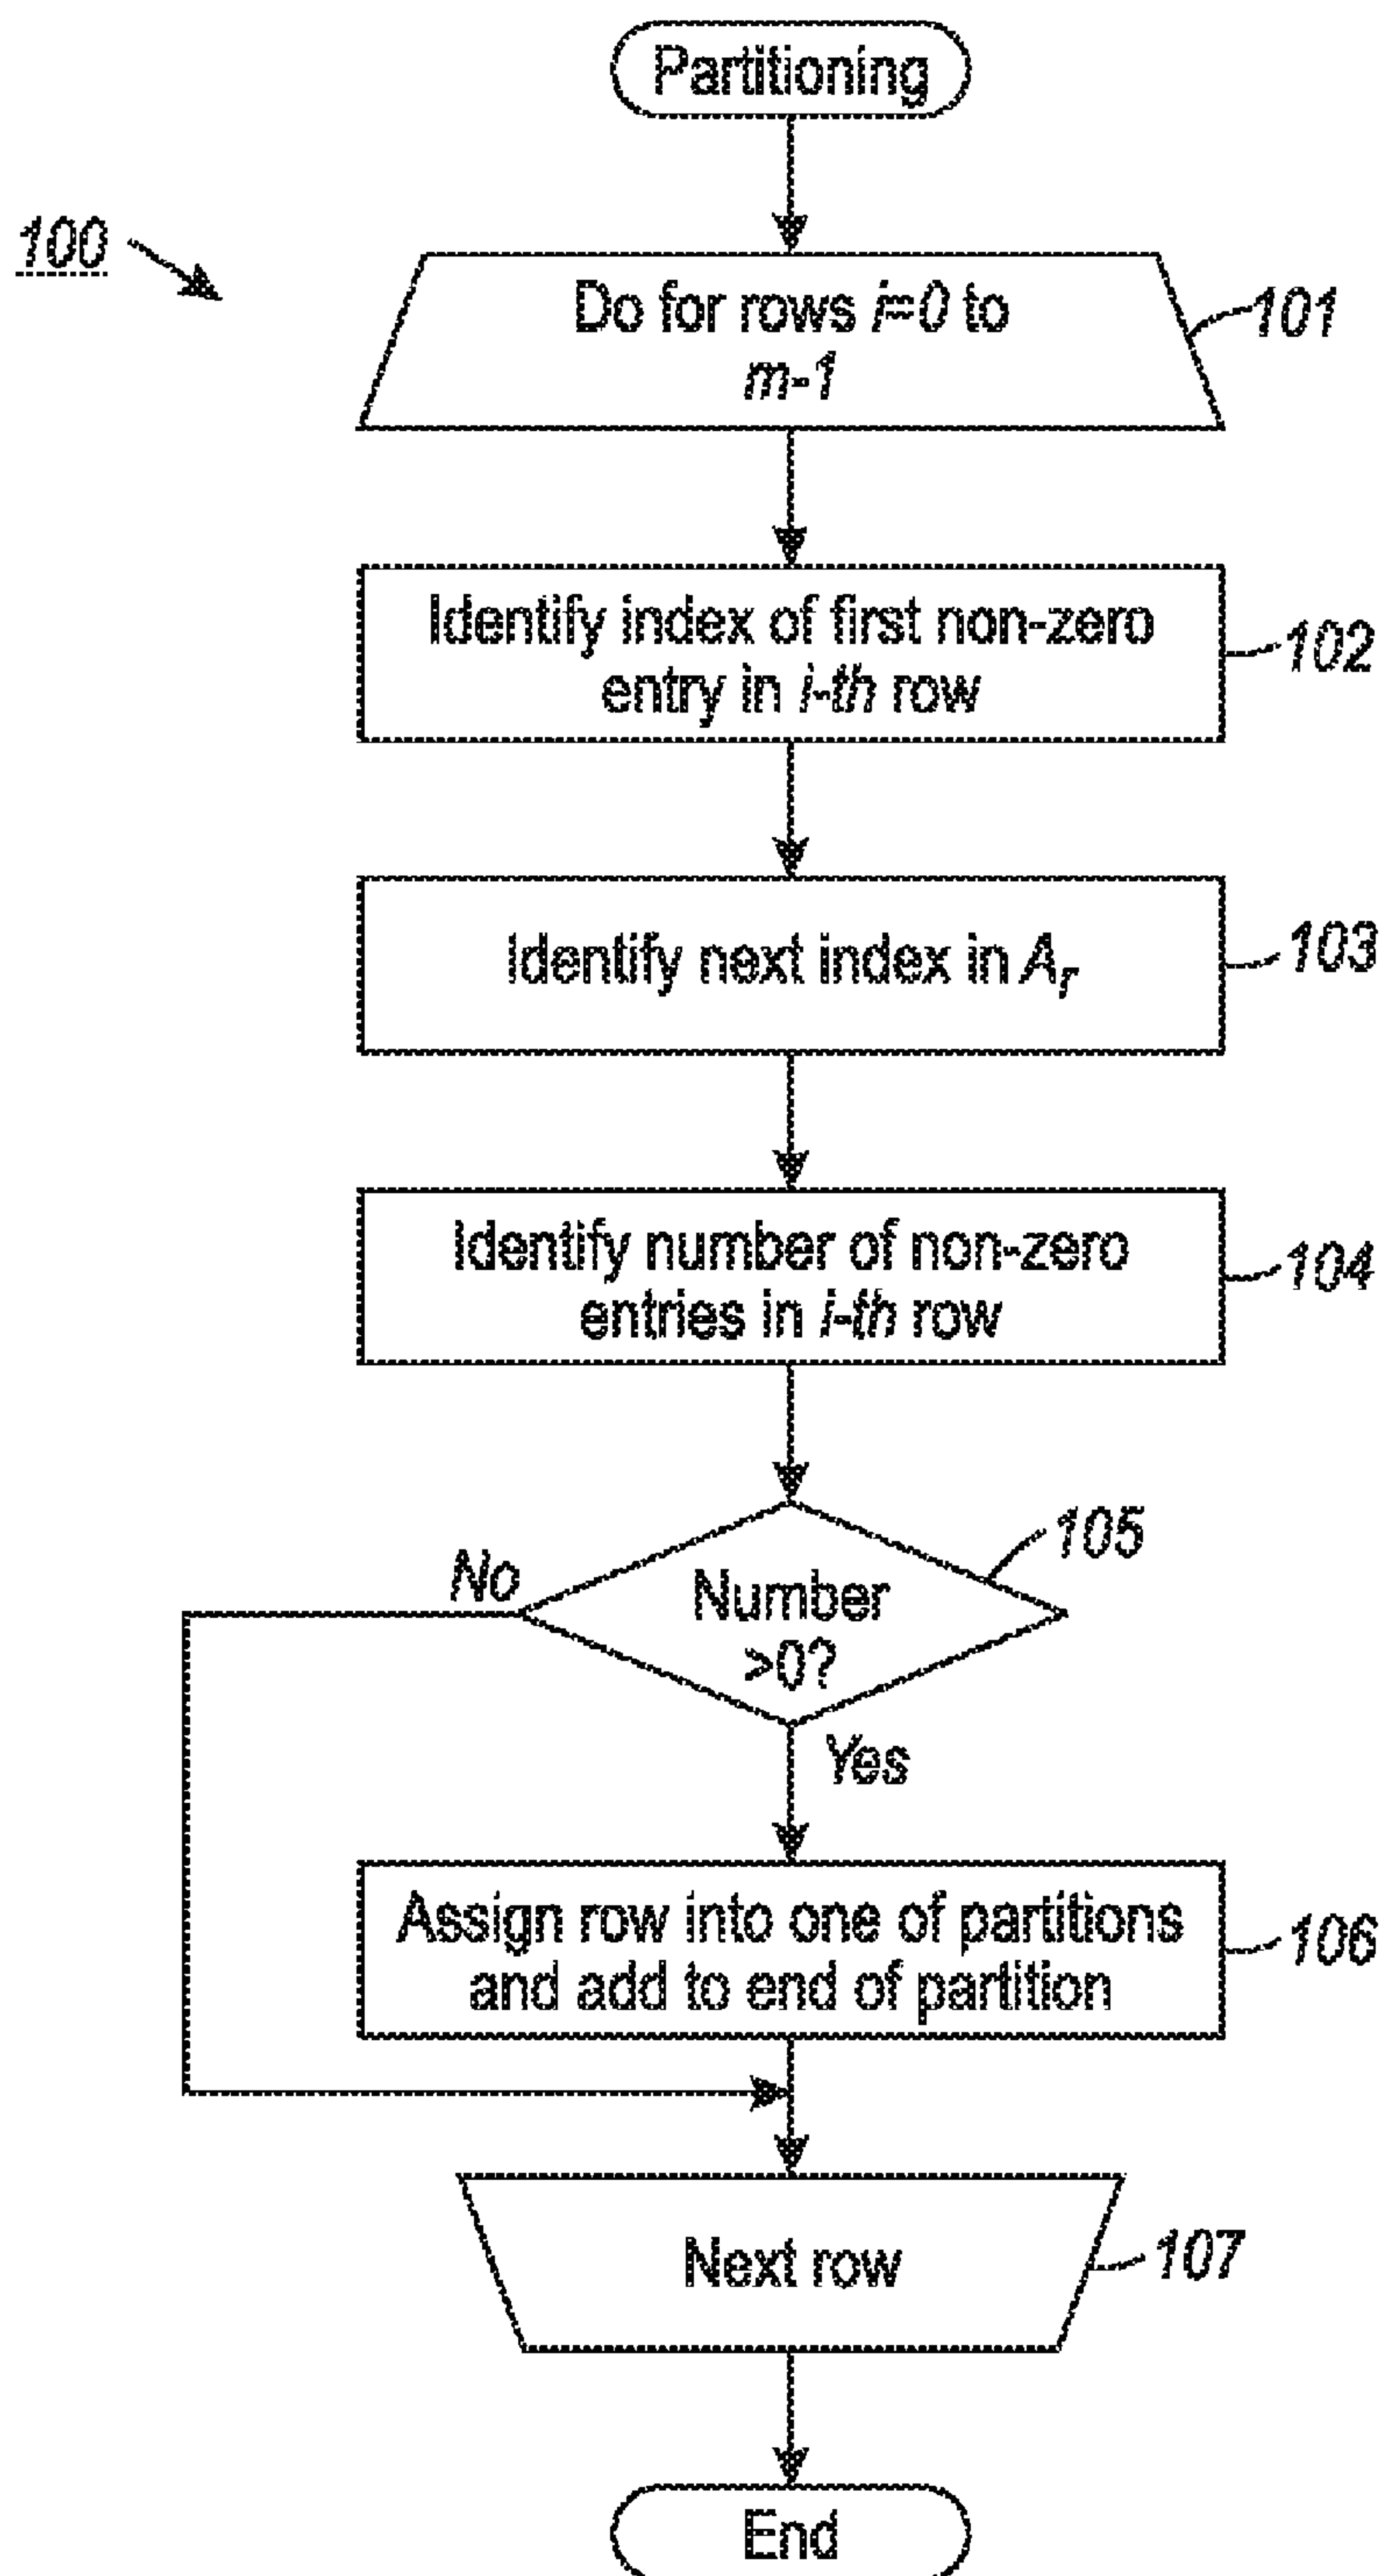 Partitioning
100
Do for rows i=0 to
m-1
101
Identify index of first non-zero
entry in i-th row
102
Identify next index in Ar
103
Identify number of non-zero
entries in i-th row
104
105
No
Number
>0?
Yes
Assign row into one of partitions
and add to end of partition
106
Next row
107
End